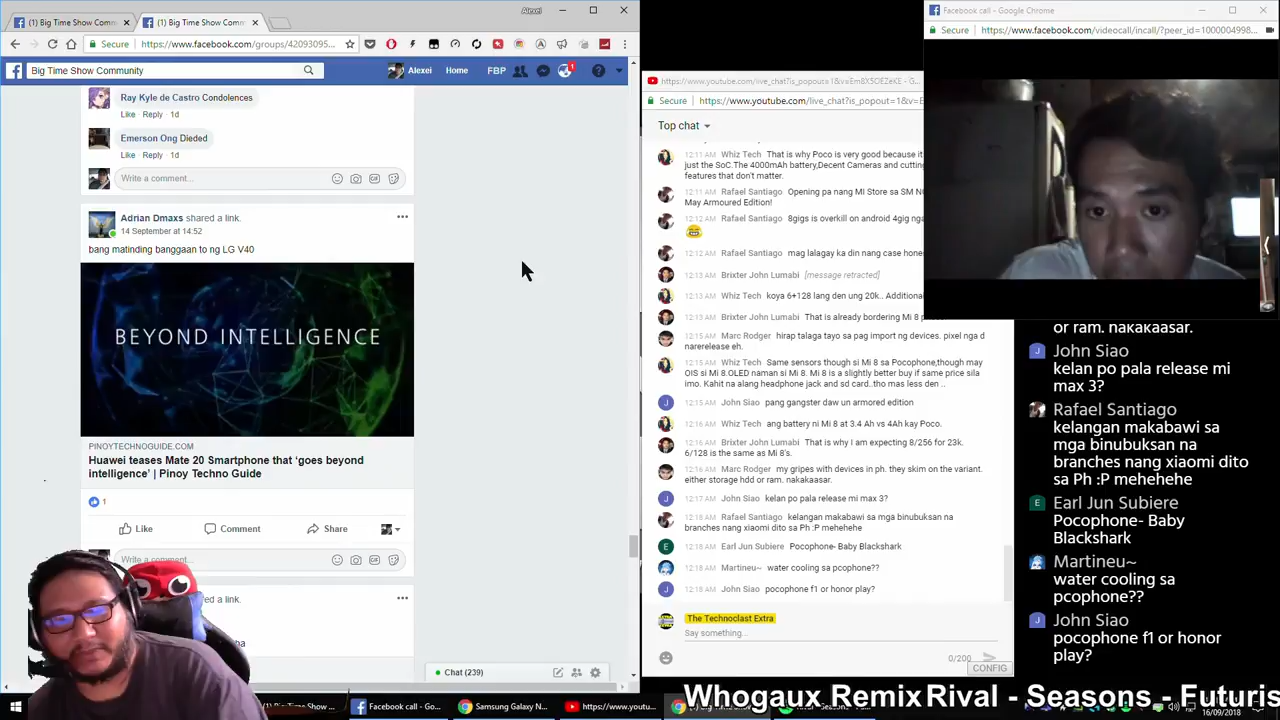 (1) Big Time Show Commu
(1) Big Time Show Commu
Alexei
Secure
https://www.facebook.com/groups/42093095...
Big Time Show Community
Alexei
Home
FBP
1
Ray Kyle de Castro Condolences
Like · Reply · 1d
Emerson Ong Dieded
Like · Reply · 1d
Write a comment...
Adrian Dmaxs shared a link.
14 September at 14:52
bang matinding banggaan to ng LG V40
BEYOND INTELLIGENCE
PINOYTECHNOGUIDE.COM
Huawei teases Mate 20 Smartphone that ‘goes beyond
intelligence’ | Pinoy Techno Guide
1
Like
Comment
Share
Write a comment...
ed a link.
Chat (239)
https://www.youtube.com/live_chat?is_popout=1&v=Em8X5DEZeKE - G...
Secure
https://www.youtube.com/live_chat?is_popout=1&v=E
Top chat
12:11 AM Whiz Tech That is why Poco is very good because it
just the SoC.The 4000mAh battery,Decent Cameras and cutting
features that don't matter.
12:11 AM Rafael Santiago Opening pa nang MI Store sa SM NO
May Armoured Edition!
12:12 AM Rafael Santiago 8gigs is overkill on android 4gig nga
12:12 AM Rafael Santiago mag lalagay ka din nang case hones
12:13 AM Brixter John Lumabi [message retracted]
12:13 AM Whiz Tech koya 6+128 lang den ung 20k.. Additiona
12:13 AM Brixter John Lumabi That is already bordering Mi 8 p
12:15 AM Marc Rodger hirap talaga tayo sa pag import ng devices. pixel nga d
narerelease eh.
12:15 AM Whiz Tech Same sensors though si Mi 8 sa Pocophone,though may
OIS si Mi 8.OLED naman si Mi 8. Mi 8 is a slightly better buy if same price sila
imo. Kahit na alang headphone jack and sd card..tho mas less den ..
12:15 AM John Siao pang gangster daw un armored edition
12:16 AM Whiz Tech ang battery ni Mi 8 at 3.4 Ah vs 4Ah kay Poco.
12:16 AM Brixter John Lumabi That is why I am expecting 8/256 for 23k.
6/128 is the same as Mi 8's.
12:16 AM Marc Rodger my gripes with devices in ph. they skim on the variant.
either storage hdd or ram. nakakaasar.
12:17 AM John Siao kelan po pala release mi max 3?
12:18 AM Rafael Santiago kelangan makabawi sa mga binubuksan na
branches nang xiaomi dito sa Ph :P mehehehe
12:18 AM Earl Jun Subiere Pocophone- Baby Blackshark
12:18 AM Martineu~ water cooling sa pcophone??
12:18 AM John Siao pocophone f1 or honor play?
The Technoclast Extra
Say something...
0/200
CONFIG
Facebook call - Google Chrome
Secure
https://www.facebook.com/videocall/incall/?peer_id=1000004998...
or ram. nakakaasar.
John Siao
kelan po pala release mi
max 3?
Rafael Santiago
kelangan makabawi sa
mga binubuksan na
branches nang xiaomi dito
sa Ph :P mehehehe
Earl Jun Subiere
Pocophone- Baby
Blackshark
Martineu~
water cooling sa
pcophone??
John Siao
pocophone f1 or honor
play?
Whogaux Remix
Rival - Seasons - Futuris
Facebook call - Go...
Samsung Galaxy N...
https://www.youtu...
(1) Big Time Show ...
16/09/2018